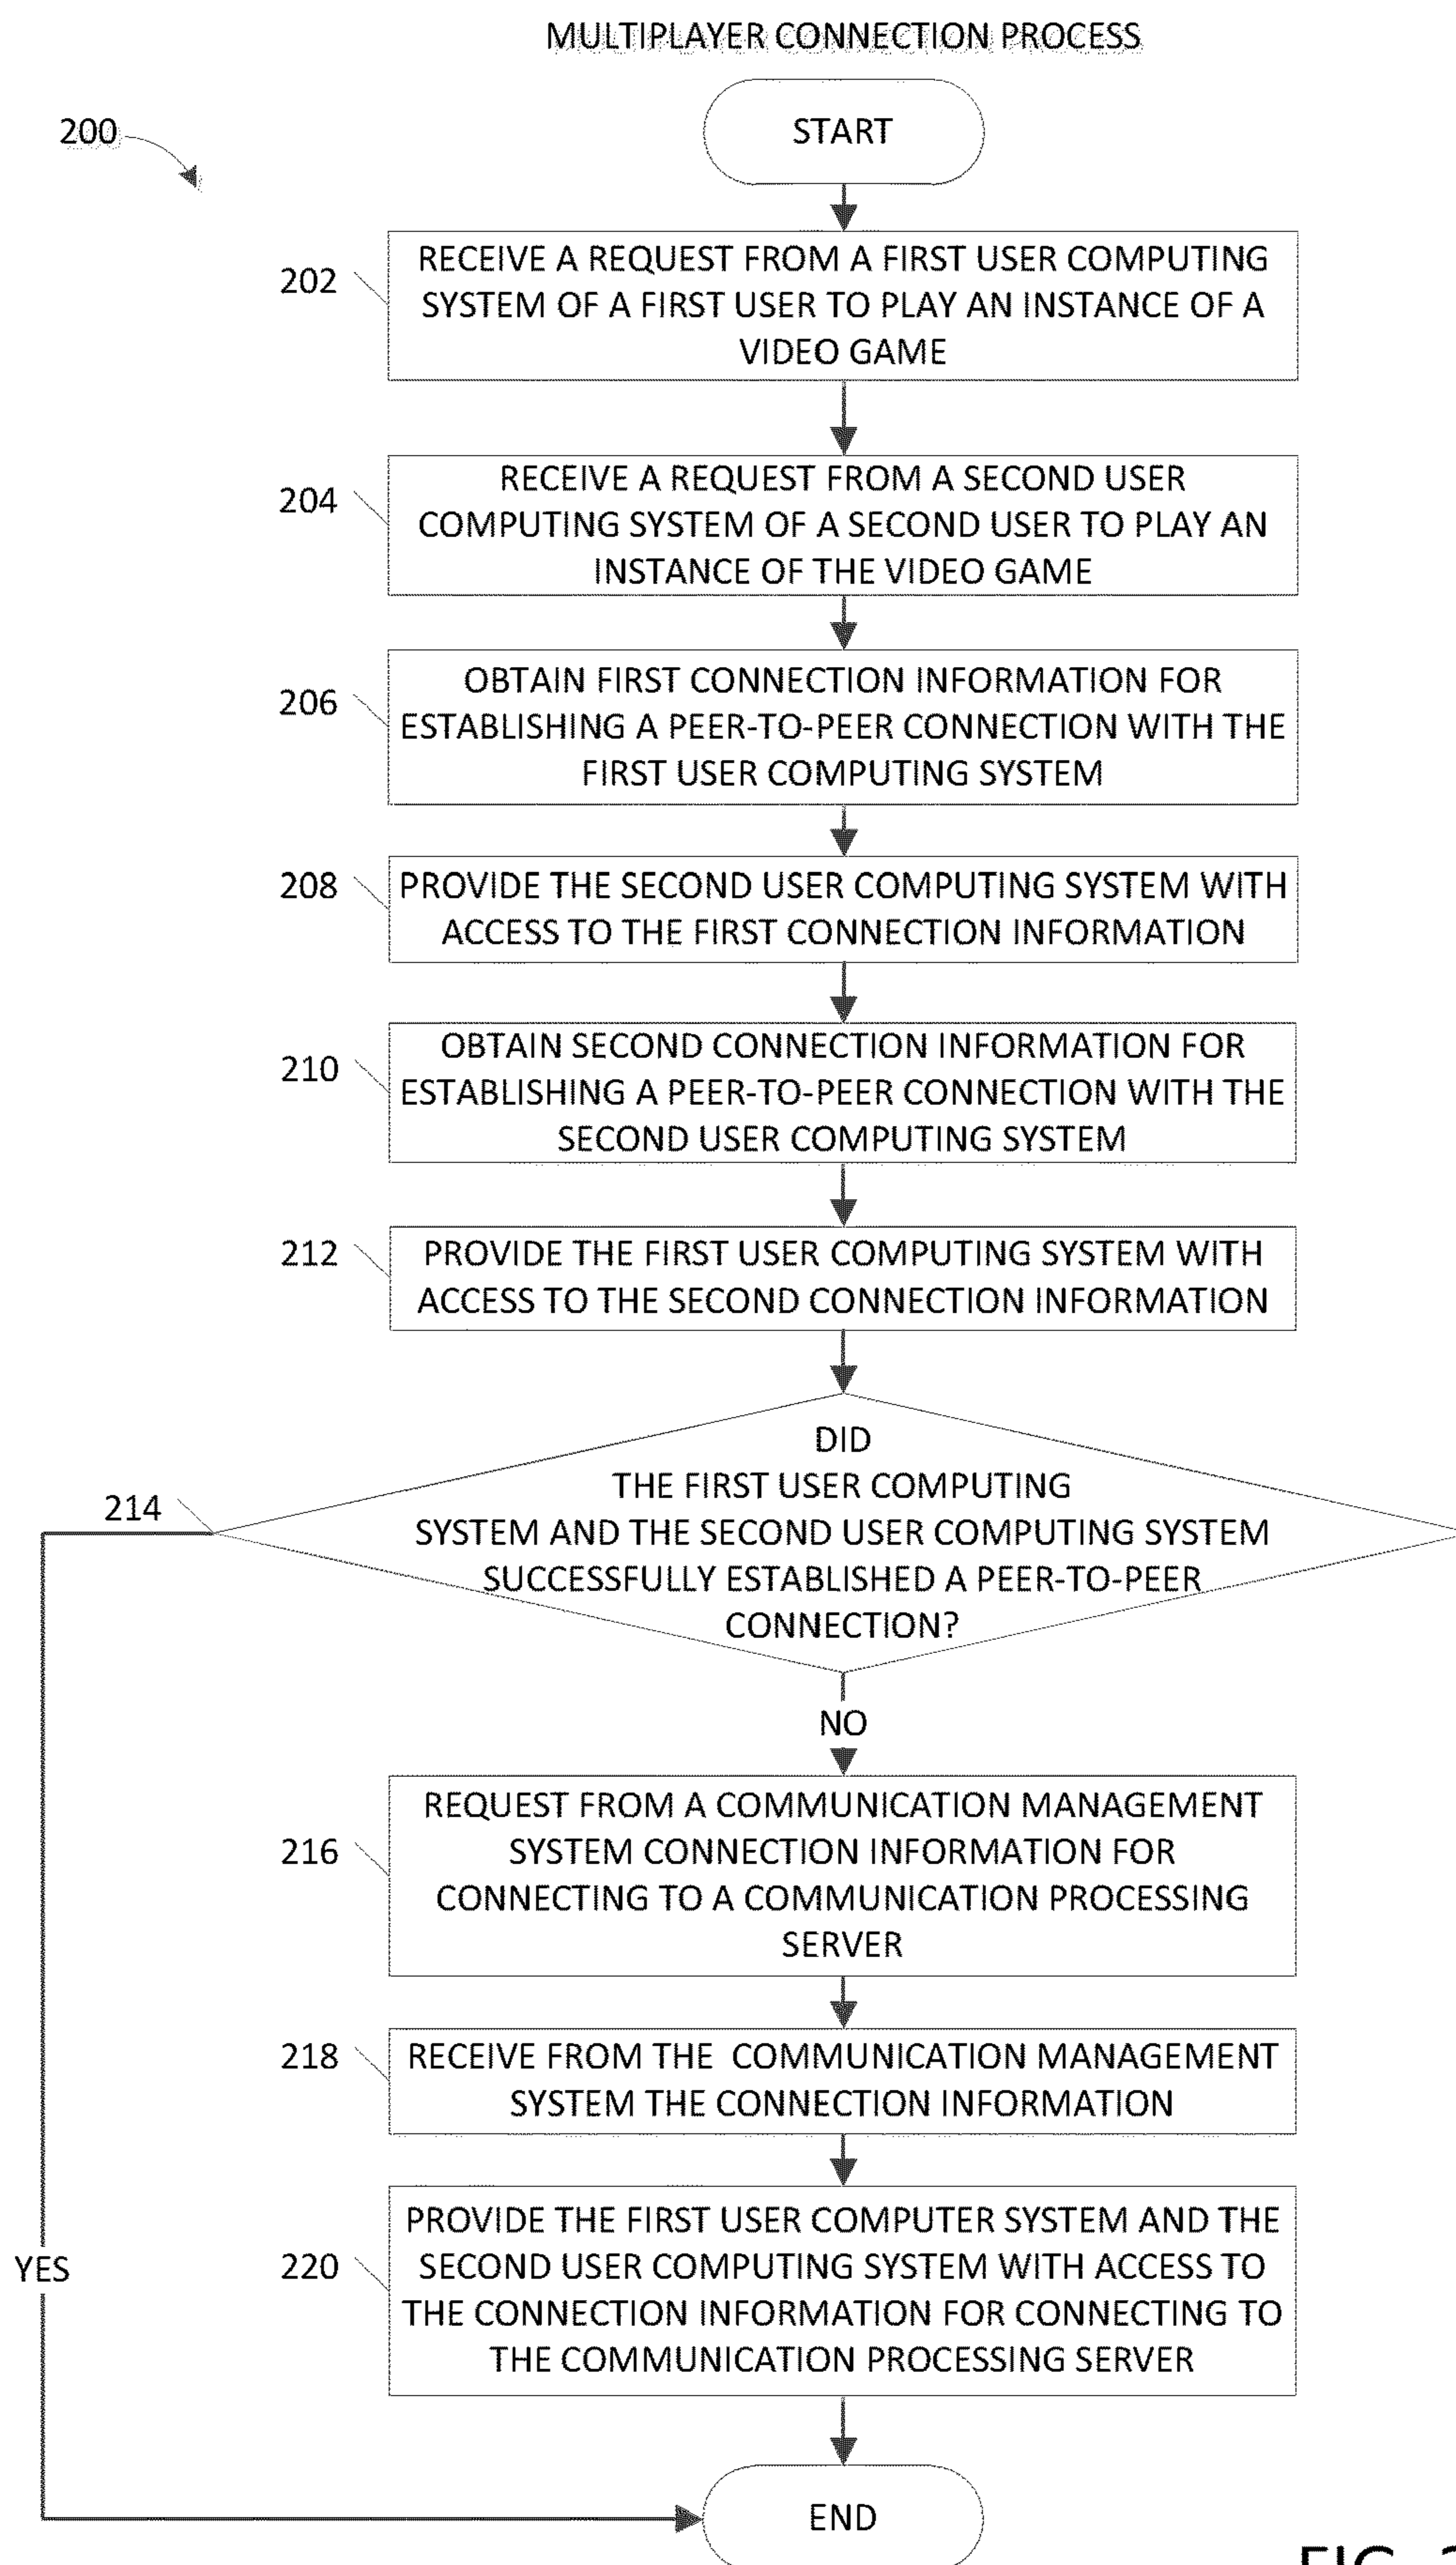 MULTIPLAYER CONNECTION PROCESS
200
START
202
RECEIVE A REQUEST FROM A FIRST USER COMPUTING
SYSTEM OF A FIRST USER TO PLAY AN INSTANCE OF A
VIDEO GAME
204
RECEIVE A REQUEST FROM A SECOND USER
COMPUTING SYSTEM OF A SECOND USER TO PLAY AN
INSTANCE OF THE VIDEO GAME
206
OBTAIN FIRST CONNECTION INFORMATION FOR
ESTABLISHING A PEER-TO-PEER CONNECTION WITH THE
FIRST USER COMPUTING SYSTEM
208
PROVIDE THE SECOND USER COMPUTING SYSTEM WITH
ACCESS TO THE FIRST CONNECTION INFORMATION
210
OBTAIN SECOND CONNECTION INFORMATION FOR
ESTABLISHING A PEER-TO-PEER CONNECTION WITH THE
SECOND USER COMPUTING SYSTEM
212
PROVIDE THE FIRST USER COMPUTING SYSTEM WITH
ACCESS TO THE SECOND CONNECTION INFORMATION
214
DID
THE FIRST USER COMPUTING
SYSTEM AND THE SECOND USER COMPUTING SYSTEM
SUCCESSFULLY ESTABLISHED A PEER-TO-PEER
CONNECTION?
NO
216
REQUEST FROM A COMMUNICATION MANAGEMENT
SYSTEM CONNECTION INFORMATION FOR
CONNECTING TO A COMMUNICATION PROCESSING
SERVER
218
RECEIVE FROM THE COMMUNICATION MANAGEMENT
SYSTEM THE CONNECTION INFORMATION
YES
220
PROVIDE THE FIRST USER COMPUTER SYSTEM AND THE
SECOND USER COMPUTING SYSTEM WITH ACCESS TO
THE CONNECTION INFORMATION FOR CONNECTING TO
THE COMMUNICATION PROCESSING SERVER
END
FIG.